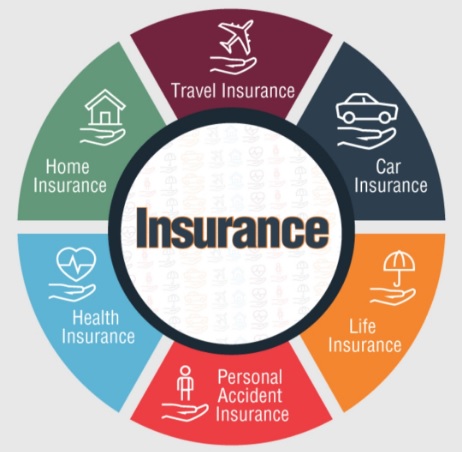 Travel Insurance
Car
Insurance
Life
Insurance
Personal
Accident
Insurance
Health
Insurance
Home
Insurance
Insurance